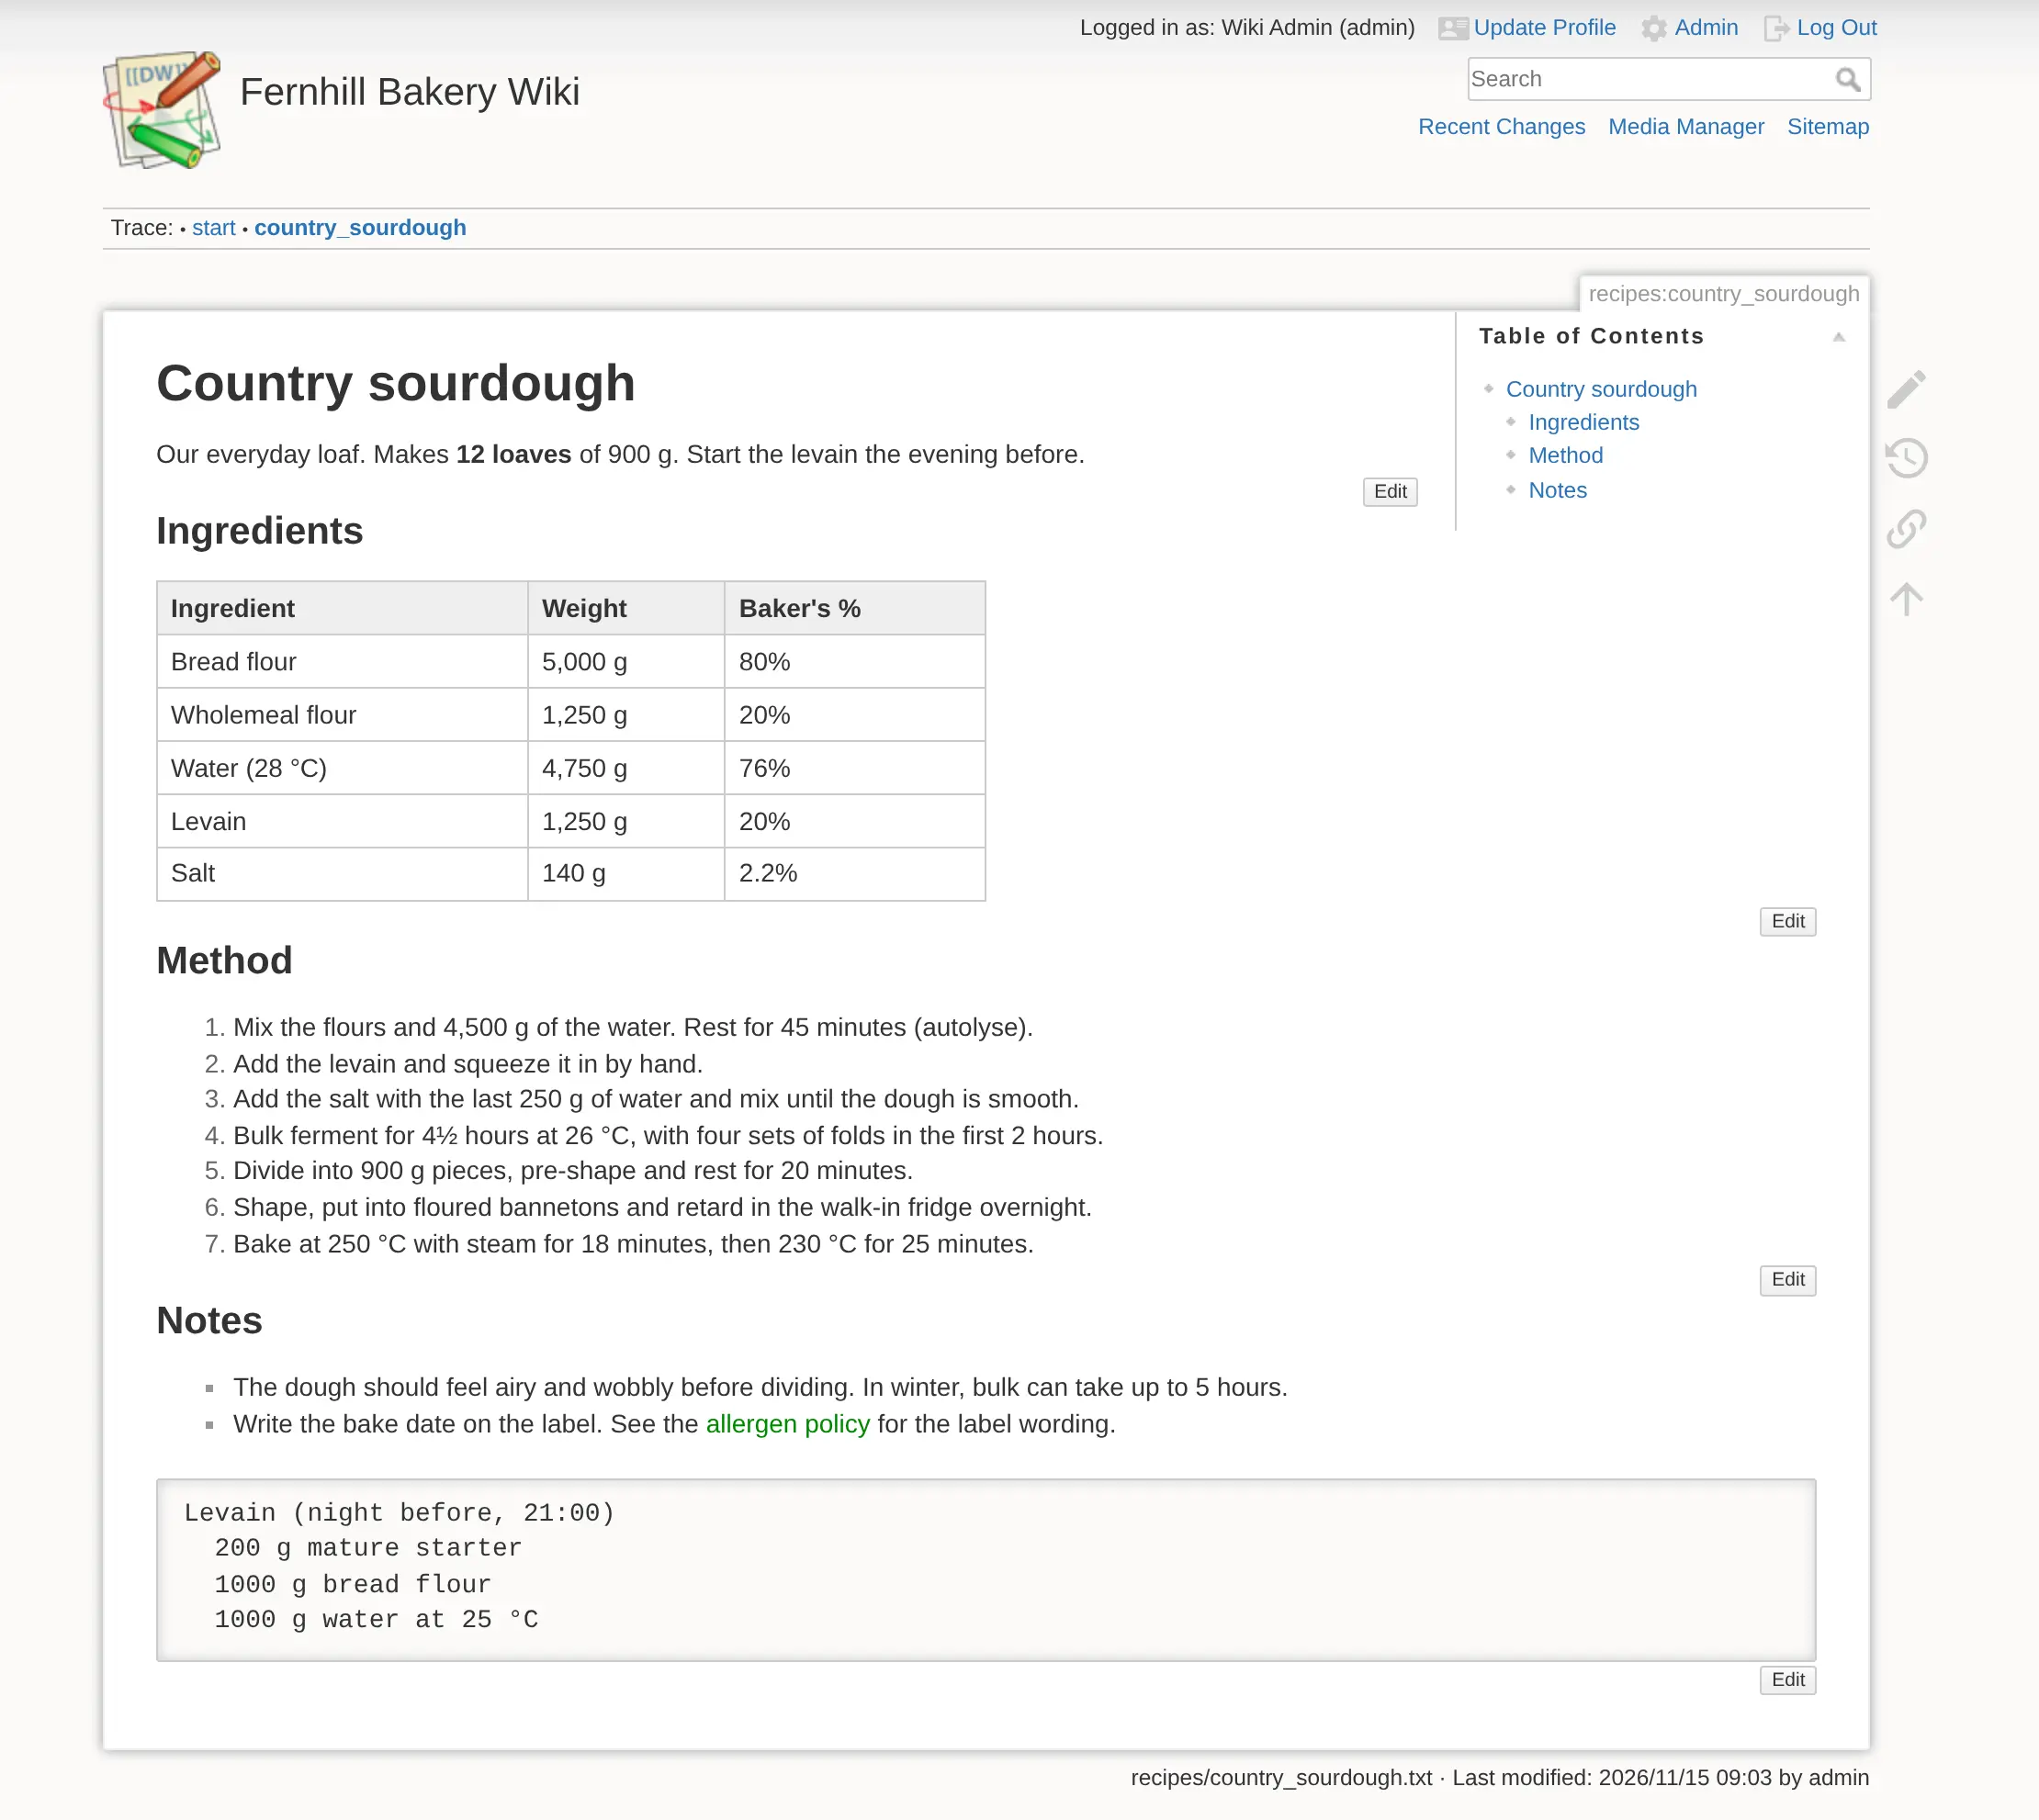 Logged in as: Wiki Admin (admin) Update Profile Admin Log Out
[[DW]]
Fernhill Bakery Wiki
Search
Recent Changes Media Manager Sitemap
Trace: • start • country_sourdough
recipes:country_sourdough
Table of Contents
Country sourdough
Ingredients
Method
Notes
Country sourdough
Our everyday loaf. Makes 12 loaves of 900 g. Start the levain the evening before.
Edit
Ingredients
Ingredient Weight Baker's %
Bread flour 5,000 g 80%
Wholemeal flour 1,250 g 20%
Water (28 °C) 4,750 g 76%
Levain 1,250 g 20%
Salt 140 g 2.2%
Edit
Method
1. Mix the flours and 4,500 g of the water. Rest for 45 minutes (autolyse).
2. Add the levain and squeeze it in by hand.
3. Add the salt with the last 250 g of water and mix until the dough is smooth.
4. Bulk ferment for 4½ hours at 26 °C, with four sets of folds in the first 2 hours.
5. Divide into 900 g pieces, pre-shape and rest for 20 minutes.
6. Shape, put into floured bannetons and retard in the walk-in fridge overnight.
7. Bake at 250 °C with steam for 18 minutes, then 230 °C for 25 minutes.
Edit
Notes
The dough should feel airy and wobbly before dividing. In winter, bulk can take up to 5 hours.
Write the bake date on the label. See the allergen policy for the label wording.
Levain (night before, 21:00)
  200 g mature starter
  1000 g bread flour
  1000 g water at 25 °C
Edit
recipes/country_sourdough.txt · Last modified: 2026/11/15 09:03 by admin